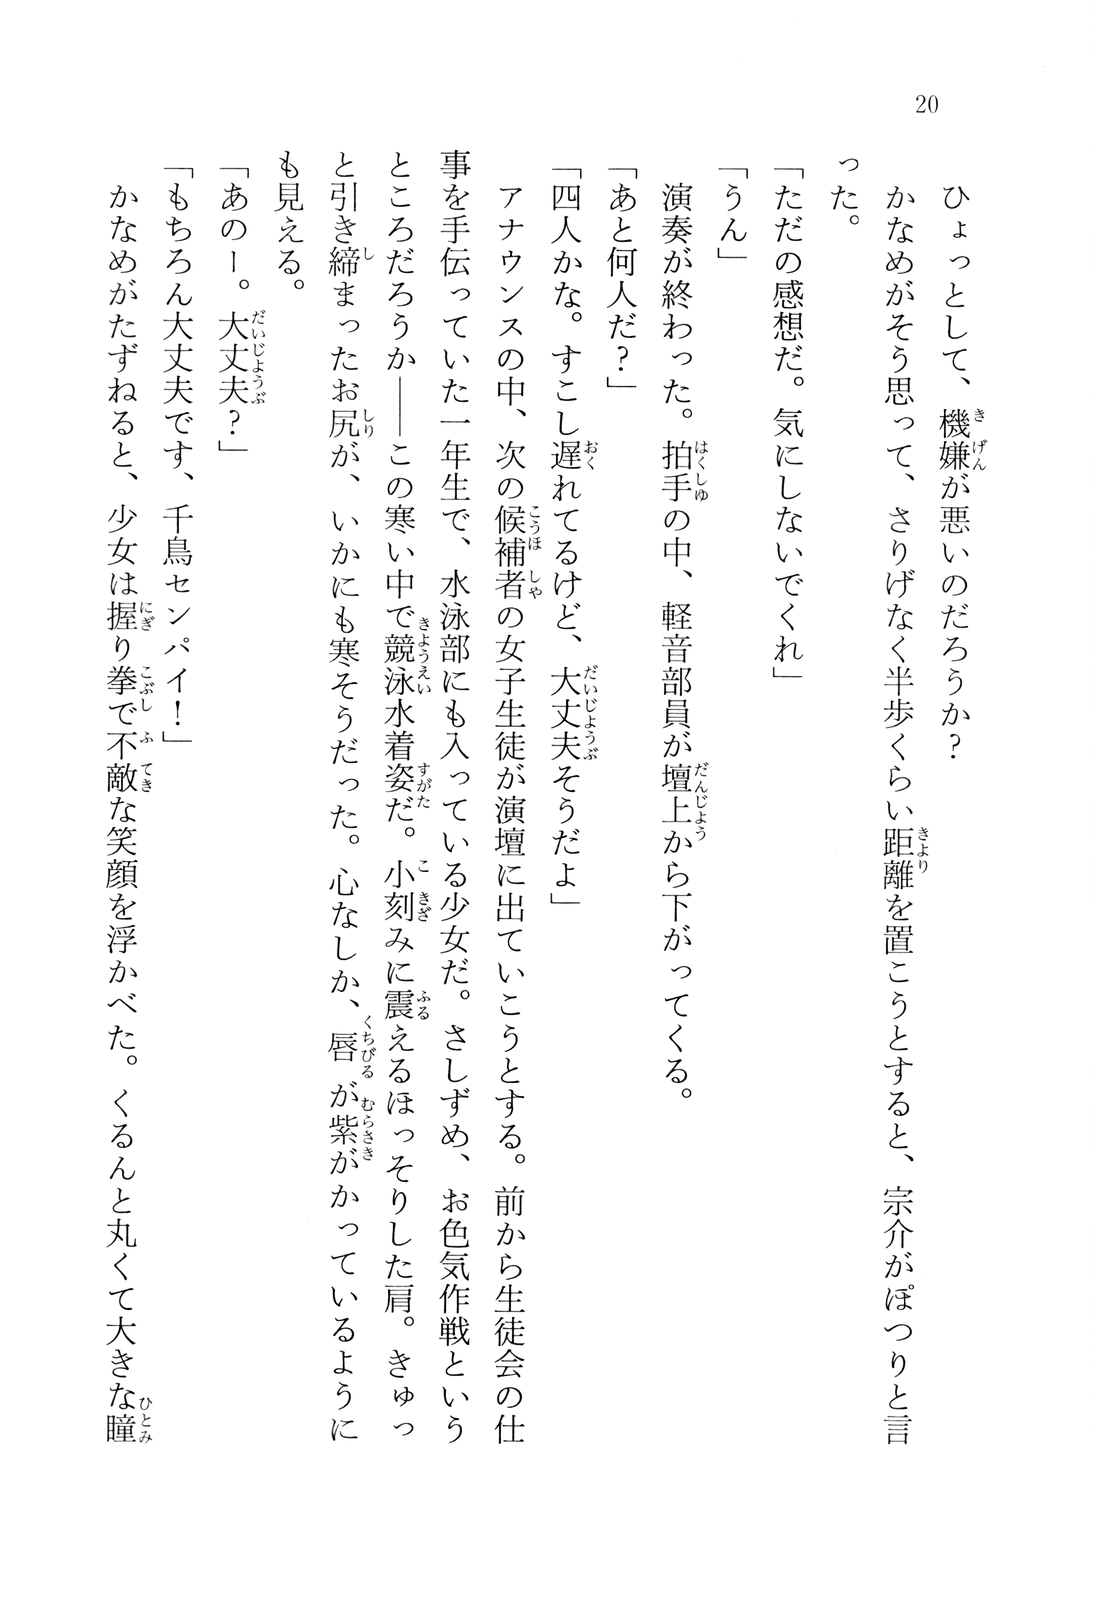 20
ひょっとして、機嫌が悪いのだろうか?
かなめがそう思って、さりげなく半歩くらい距離を置こうとすると、宗介がぽつりと言
った。
「ただの感想だ。気にしないでくれ」
「うん」
演奏が終わった。拍手の中、軽音部員が壇上から下がってくる。
「あと何人だ?」
「四人かな。すこし遅れてるけど、大丈夫そうだよ」
アナウンスの中、次の候補者の女子生徒が演壇に出ていこうとする。前から生徒会の仕
事を手伝っていた一年生で、水泳部にも入っている少女だ。さしずめ、お色気作戦という
ところだろうか――この寒い中で競泳水着姿だ。小刻みに震えるほっそりした肩。きゅっ
と引き締まったお尻が、いかにも寒そうだった。心なしか、唇が紫がかっているように
も見える。
「あのー。大丈夫?」
「もちろん大丈夫です、千鳥センパイ!」
かなめがたずねると、少女は握り拳で不敵な笑顔を浮かべた。くるんと丸くて大きな瞳